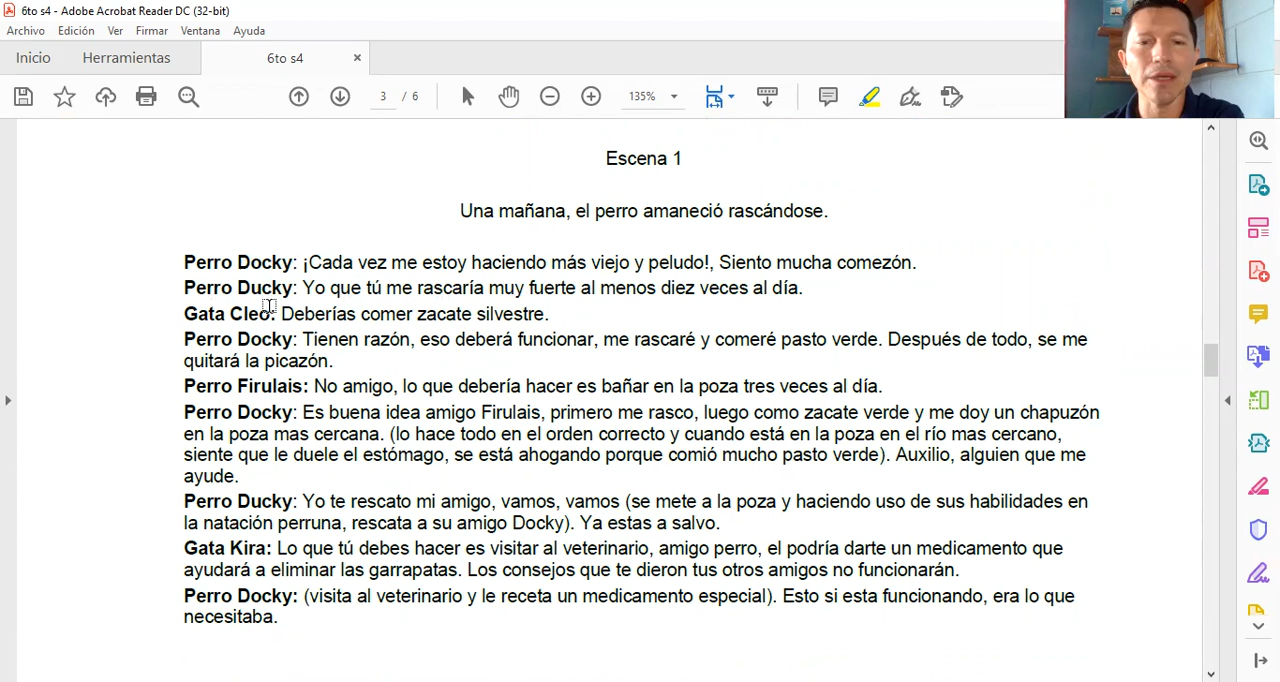 6to s4 - Adobe Acrobat Reader DC (32-bit)
Archivo Edición Ver Firmar Ventana Ayuda
Inicio Herramientas 6to s4 ×
3 / 6 135%
Escena 1
Una mañana, el perro amaneció rascándose.
Perro Docky: ¡Cada vez me estoy haciendo más viejo y peludo!, Siento mucha comezón.
Perro Ducky: Yo que tú me rascaría muy fuerte al menos diez veces al día.
Gata Cleo: Deberías comer zacate silvestre.
Perro Docky: Tienen razón, eso deberá funcionar, me rascaré y comeré pasto verde. Después de todo, se me
quitará la picazón.
Perro Firulais: No amigo, lo que debería hacer es bañar en la poza tres veces al día.
Perro Docky: Es buena idea amigo Firulais, primero me rasco, luego como zacate verde y me doy un chapuzón
en la poza mas cercana. (lo hace todo en el orden correcto y cuando está en la poza en el río mas cercano,
siente que le duele el estómago, se está ahogando porque comió mucho pasto verde). Auxilio, alguien que me
ayude.
Perro Ducky: Yo te rescato mi amigo, vamos, vamos (se mete a la poza y haciendo uso de sus habilidades en
la natación perruna, rescata a su amigo Docky). Ya estas a salvo.
Gata Kira: Lo que tú debes hacer es visitar al veterinario, amigo perro, el podría darte un medicamento que
ayudará a eliminar las garrapatas. Los consejos que te dieron tus otros amigos no funcionarán.
Perro Docky: (visita al veterinario y le receta un medicamento especial). Esto si esta funcionando, era lo que
necesitaba.